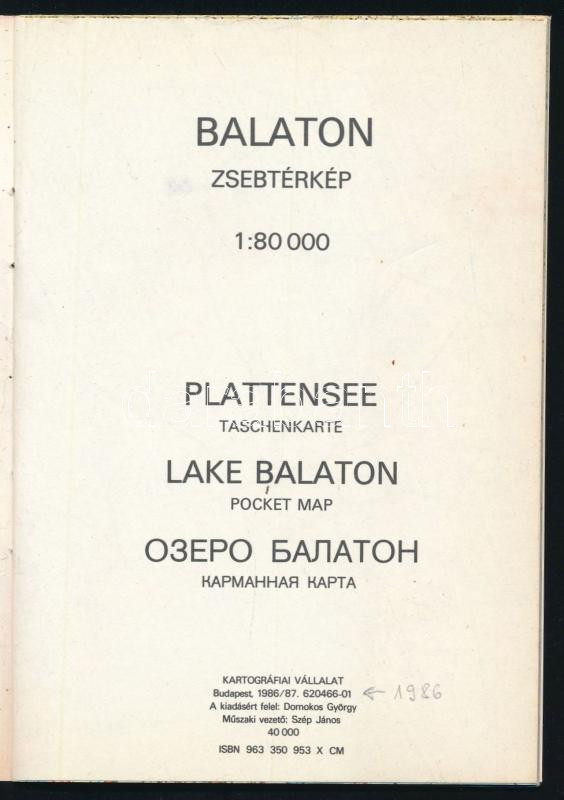 BALATON
ZSEBTÉRKÉP
1:80 000
PLATTENSEE
TASCHENKARTE
LAKE BALATON
POCKET MAP
ОЗЕРО БАЛАТОН
КАРМАННАЯ КАРТА
KARTOGRÁFIAI VÁLLALAT
Budapest, 1986/87. 620466-01 ← 1986
A kiadásért felel: Domokos György
Műszaki vezető: Szép János
40 000
ISBN 963 350 953 X CM